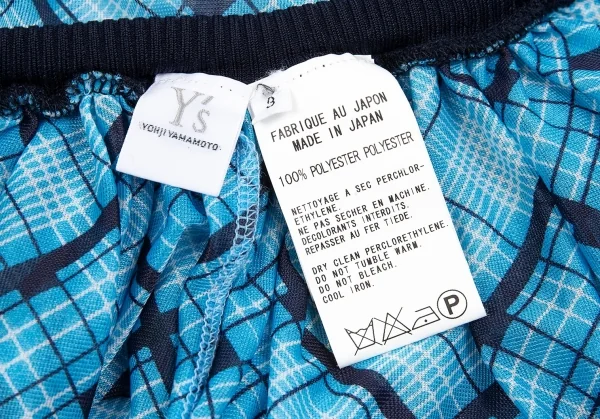 Y's
YOHJI YAMAMOTO
3
FABRIQUE AU JAPON
MADE IN JAPAN
100% POLYESTER POLYESTER
NETTOYAGE A SEC PERCHLOR-
ETHYLENE.
NE PAS SECHER EN MACHINE.
DECOLORANTS INTERDITS.
REPASSER AU FER TIEDE.
DRY CLEAN PERCLORETHYLENE.
DO NOT TUMBLE WARM.
DO NOT BLEACH.
COOL IRON.
P